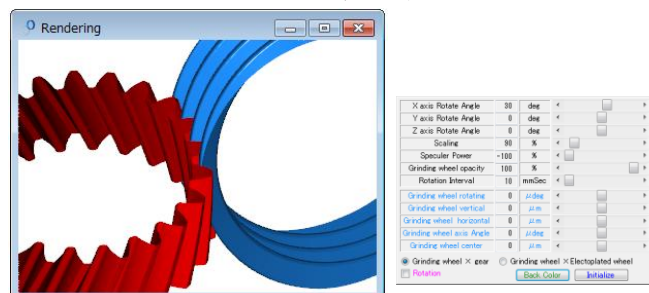 Rendering
X axis Rotate Angle 30 deg
Y axis Rotate Angle 0 deg
Z axis Rotate Angle 0 deg
Scaling 90 %
Speculer Power -100 %
Grinding wheel opacity 100 %
Rotation Interval 10 mmSec
Grinding wheel rotating 0 μdeg
Grinding wheel vertical 0 μm
Grinding wheel horizontal 0 μm
Grinding wheel axis Angle 0 μdeg
Grinding wheel center 0 μm
Grinding wheel × gear Grinding wheel ×Electoplated wheel
Rotation Back Color Initialize